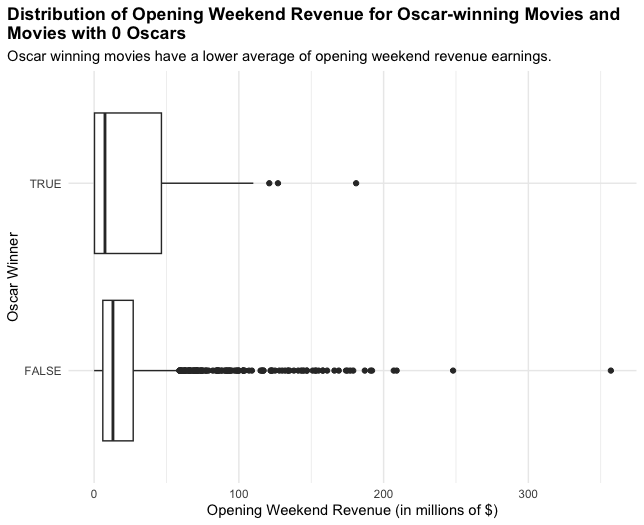 Distribution of Opening Weekend Revenue for Oscar-winning Movies and
Movies with 0 Oscars
Oscar winning movies have a lower average of opening weekend revenue earnings.
Oscar Winner
TRUE
FALSE
0 100 200 300
Opening Weekend Revenue (in millions of $)